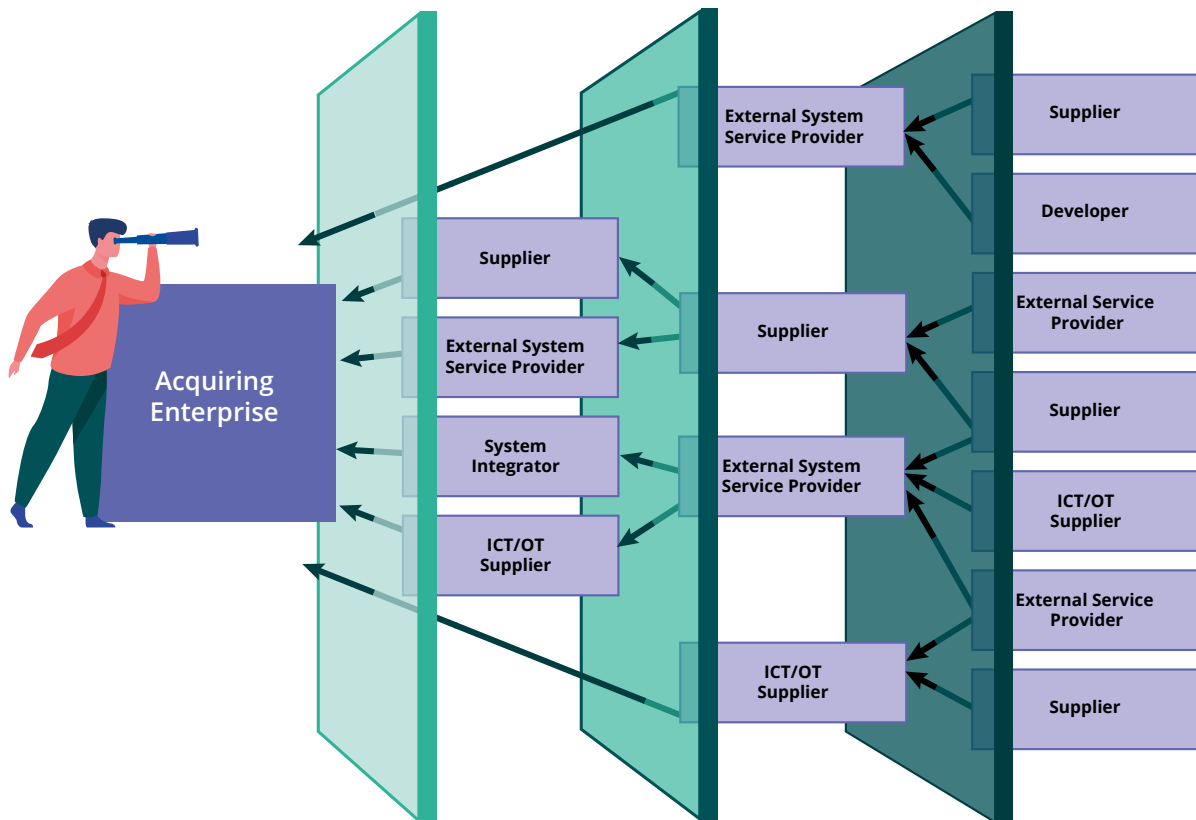 Acquiring
Enterprise
Supplier
External System
Service Provider
System
Integrator
ICT/OT
Supplier
External System
Service Provider
Supplier
External System
Service Provider
ICT/OT
Supplier
Supplier
Developer
External Service
Provider
Supplier
ICT/OT
Supplier
External Service
Provider
Supplier